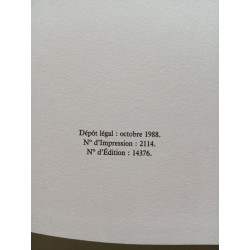 Dépôt légal : octobre 1988.
N° d'Impression : 2114.
N° d'Édition : 14376.